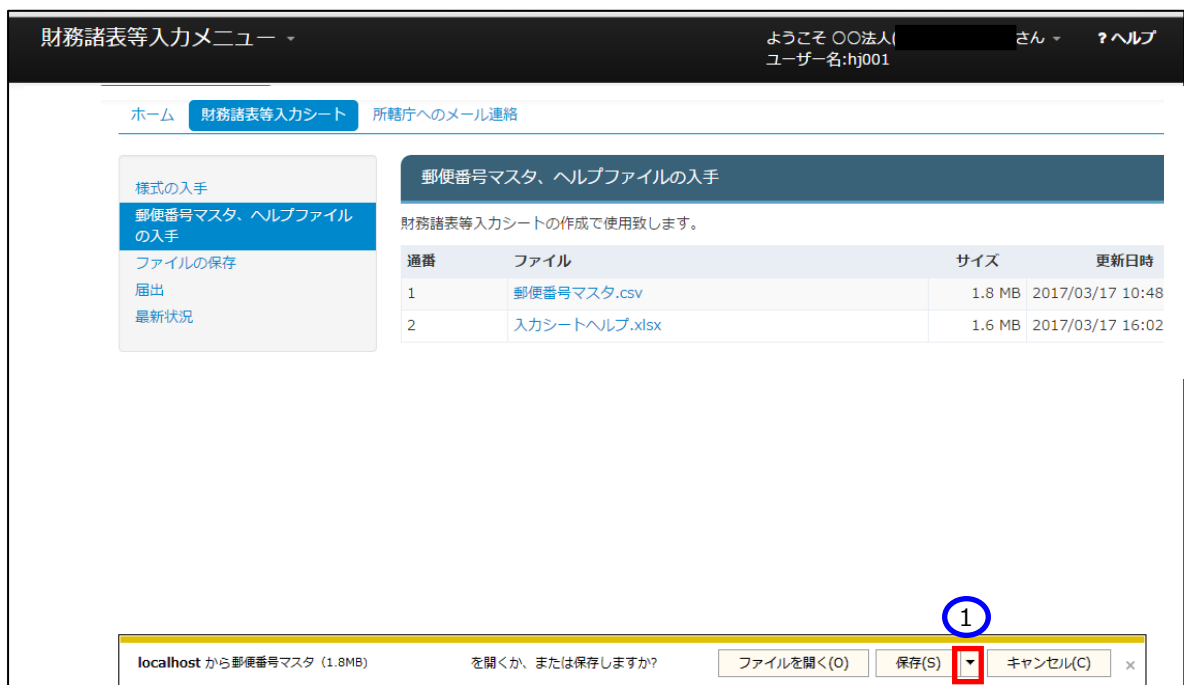 財務諸表等入力メニュー
ようこそ 〇〇法人( さん
?ヘルプ
ユーザー名:hj001
ホーム 財務諸表等入力シート 所轄庁へのメール連絡
様式の入手
郵便番号マスタ、ヘルプファイル
の入手
ファイルの保存
届出
最新状況
郵便番号マスタ、ヘルプファイルの入手
財務諸表等入力シートの作成で使用致します。
通番 ファイル サイズ 更新日時
1 郵便番号マスタ.csv 1.8 MB 2017/03/17 10:48
2 入力シートヘルプ.xlsx 1.6 MB 2017/03/17 16:02
1
localhost から郵便番号マスタ (1.8MB) を開くか、または保存しますか? ファイルを開く(O) 保存(S) ▼ キャンセル(C) ×